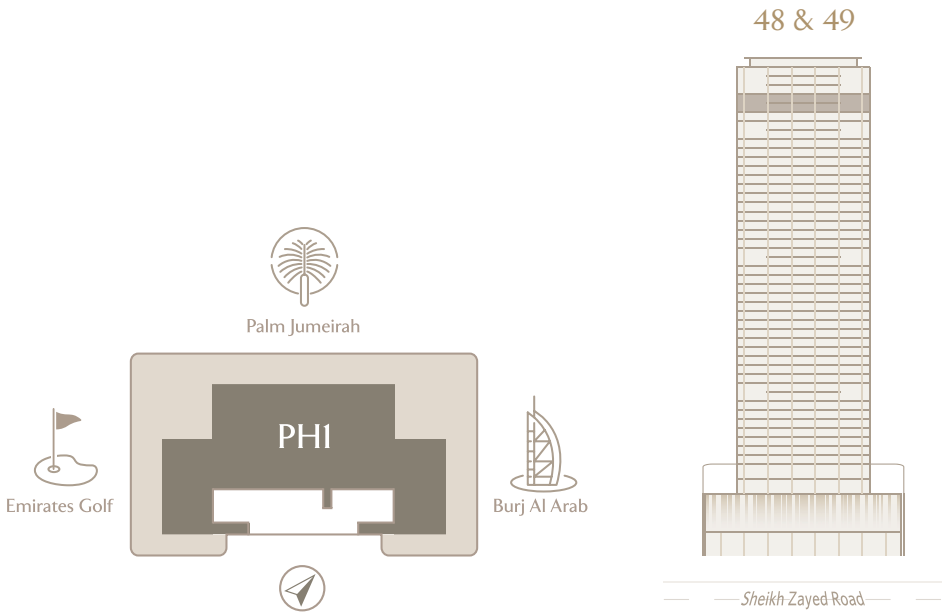 48 & 49
Palm Jumeirah
PH1
Emirates Golf
Burj Al Arab
Sheikh Zayed Road